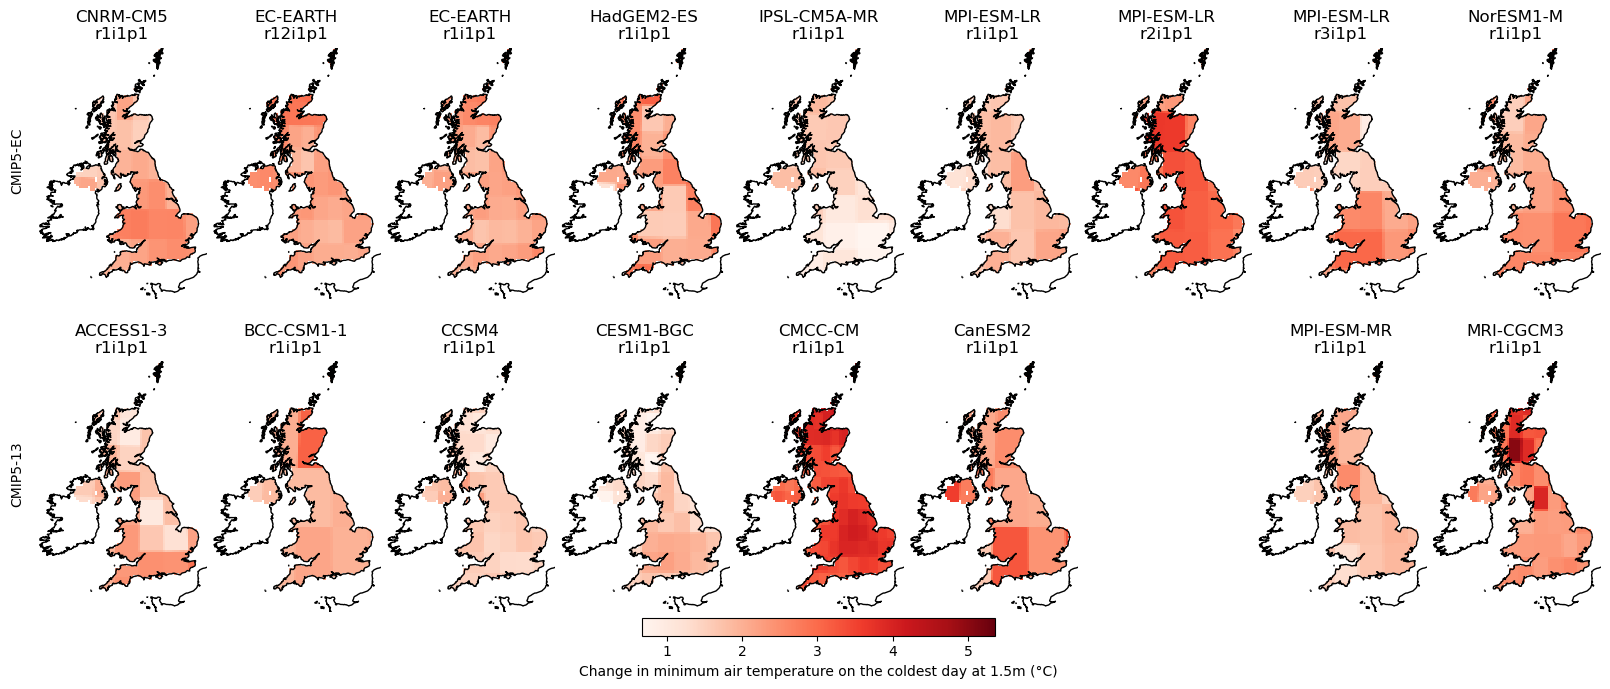 CNRM-CM5
r1i1p1
EC-EARTH
r12i1p1
EC-EARTH
r1i1p1
HadGEM2-ES
r1i1p1
IPSL-CM5A-MR
r1i1p1
MPI-ESM-LR
r1i1p1
MPI-ESM-LR
r2i1p1
MPI-ESM-LR
r3i1p1
NorESM1-M
r1i1p1
CMIP5-EC
ACCESS1-3
r1i1p1
BCC-CSM1-1
r1i1p1
CCSM4
r1i1p1
CESM1-BGC
r1i1p1
CMCC-CM
r1i1p1
CanESM2
r1i1p1
MPI-ESM-MR
r1i1p1
MRI-CGCM3
r1i1p1
CMIP5-13
1 2 3 4 5
Change in minimum air temperature on the coldest day at 1.5m (°C)